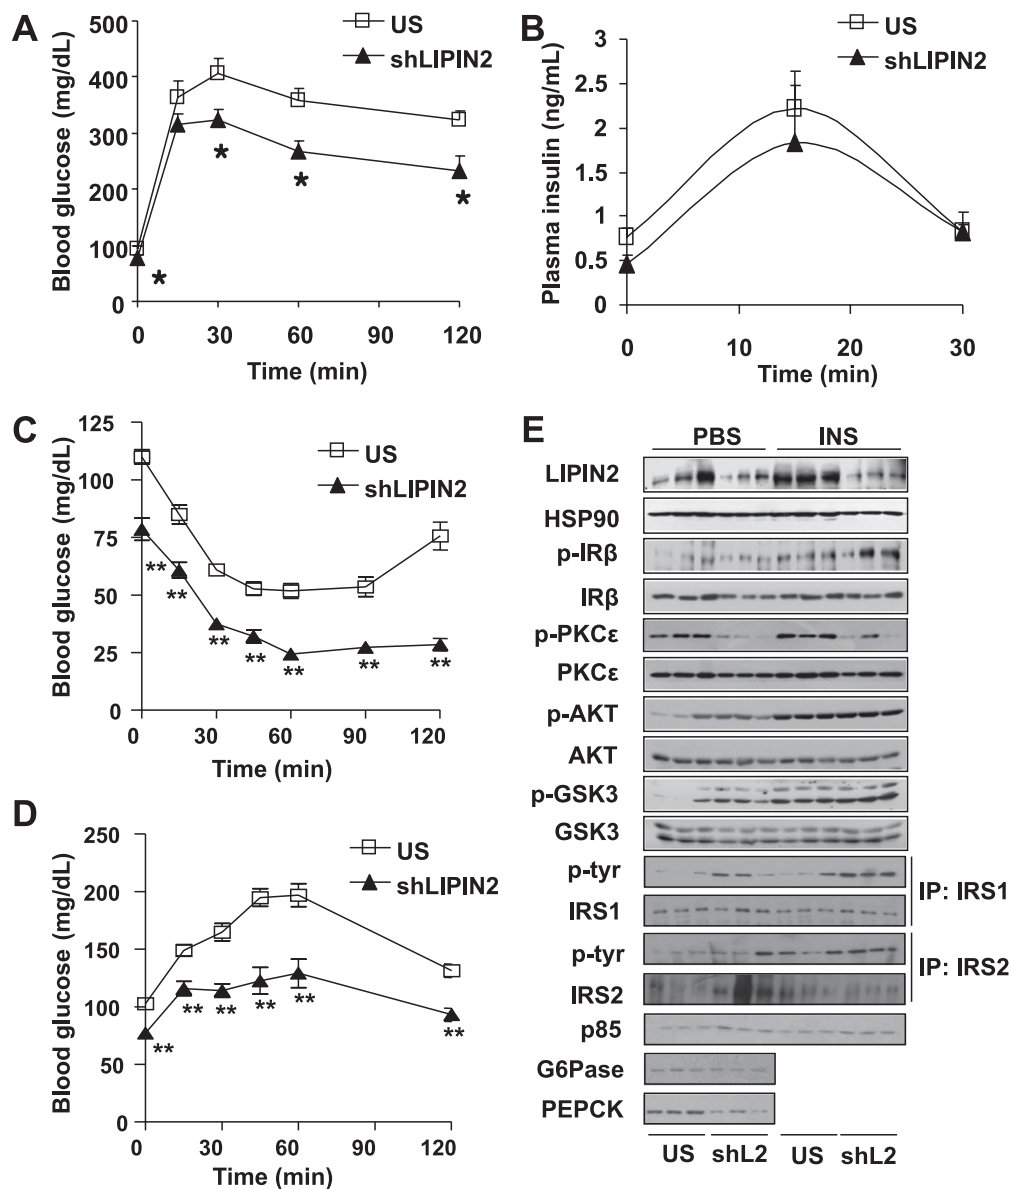 A
Blood glucose (mg/dL)
500
400
300
200
100
0
US
shLIPIN2
*
*
*
*
0 30 60 90 120
Time (min)
B
Plasma insulin (ng/mL)
3
2.5
2
1.5
1
0.5
0
US
shLIPIN2
0 10 20 30
Time (min)
C
Blood glucose (mg/dL)
125
100
75
50
25
0
US
shLIPIN2
**
**
**
**
**
**
**
0 30 60 90 120
Time (min)
D
Blood glucose (mg/dL)
250
200
150
100
50
0
US
shLIPIN2
**
**
**
**
**
**
0 30 60 90 120
Time (min)
E
PBS INS
LIPIN2
HSP90
p-IRβ
IRβ
p-PKCε
PKCε
p-AKT
AKT
p-GSK3
GSK3
p-tyr
IRS1
IP: IRS1
p-tyr
IRS2
IP: IRS2
p85
G6Pase
PEPCK
US shL2 US shL2